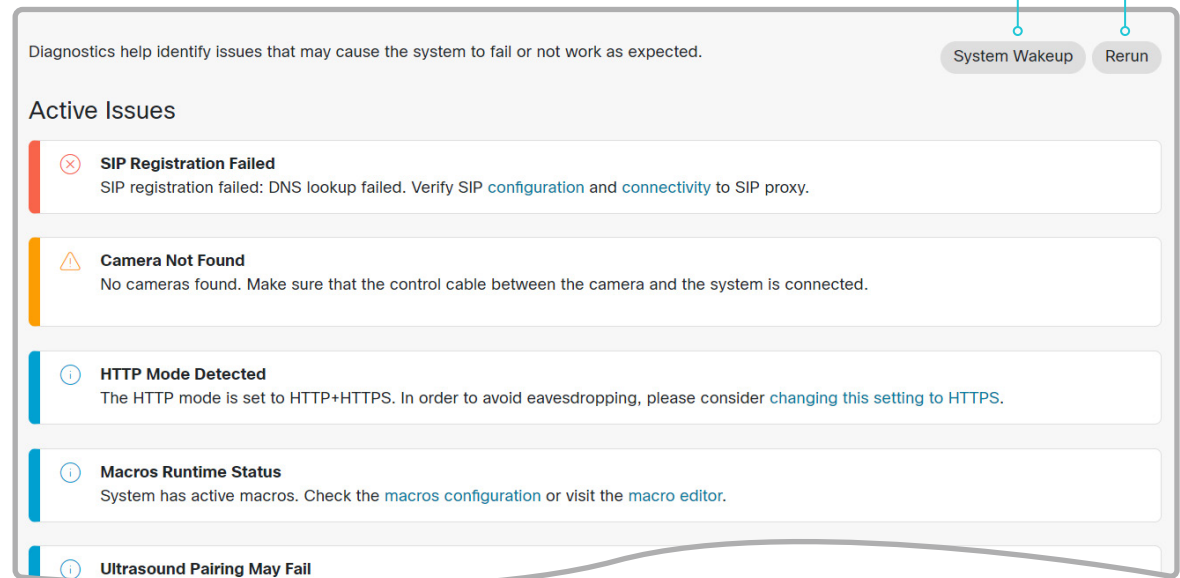 Diagnostics help identify issues that may cause the system to fail or not work as expected.
System Wakeup
Rerun
Active Issues
SIP Registration Failed
SIP registration failed: DNS lookup failed. Verify SIP configuration and connectivity to SIP proxy.
Camera Not Found
No cameras found. Make sure that the control cable between the camera and the system is connected.
HTTP Mode Detected
The HTTP mode is set to HTTP+HTTPS. In order to avoid eavesdropping, please consider changing this setting to HTTPS.
Macros Runtime Status
System has active macros. Check the macros configuration or visit the macro editor.
Ultrasound Pairing May Fail